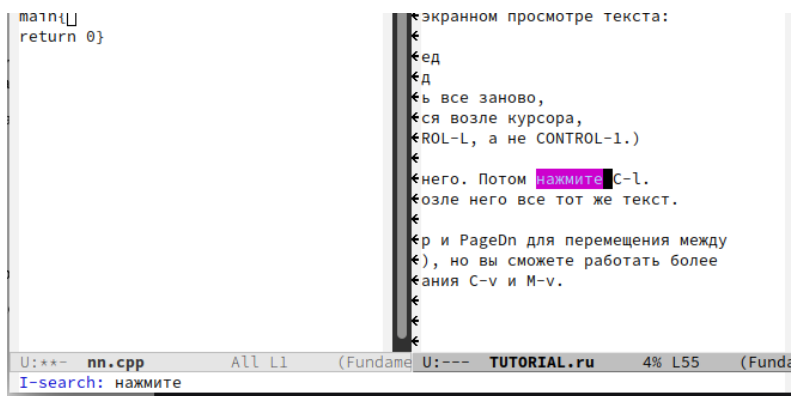 main{
return 0}
U:**- nn.cpp All L1 (Fundame
экранном просмотре текста:
ед
д
ь все заново,
ся возле курсора,
ROL-L, а не CONTROL-1.)
него. Потом нажмите C-l.
озле него все тот же текст.
р и PageDn для перемещения между
), но вы сможете работать более
ания C-v и M-v.
U:--- TUTORIAL.ru 4% L55 (Funda
I-search: нажмите